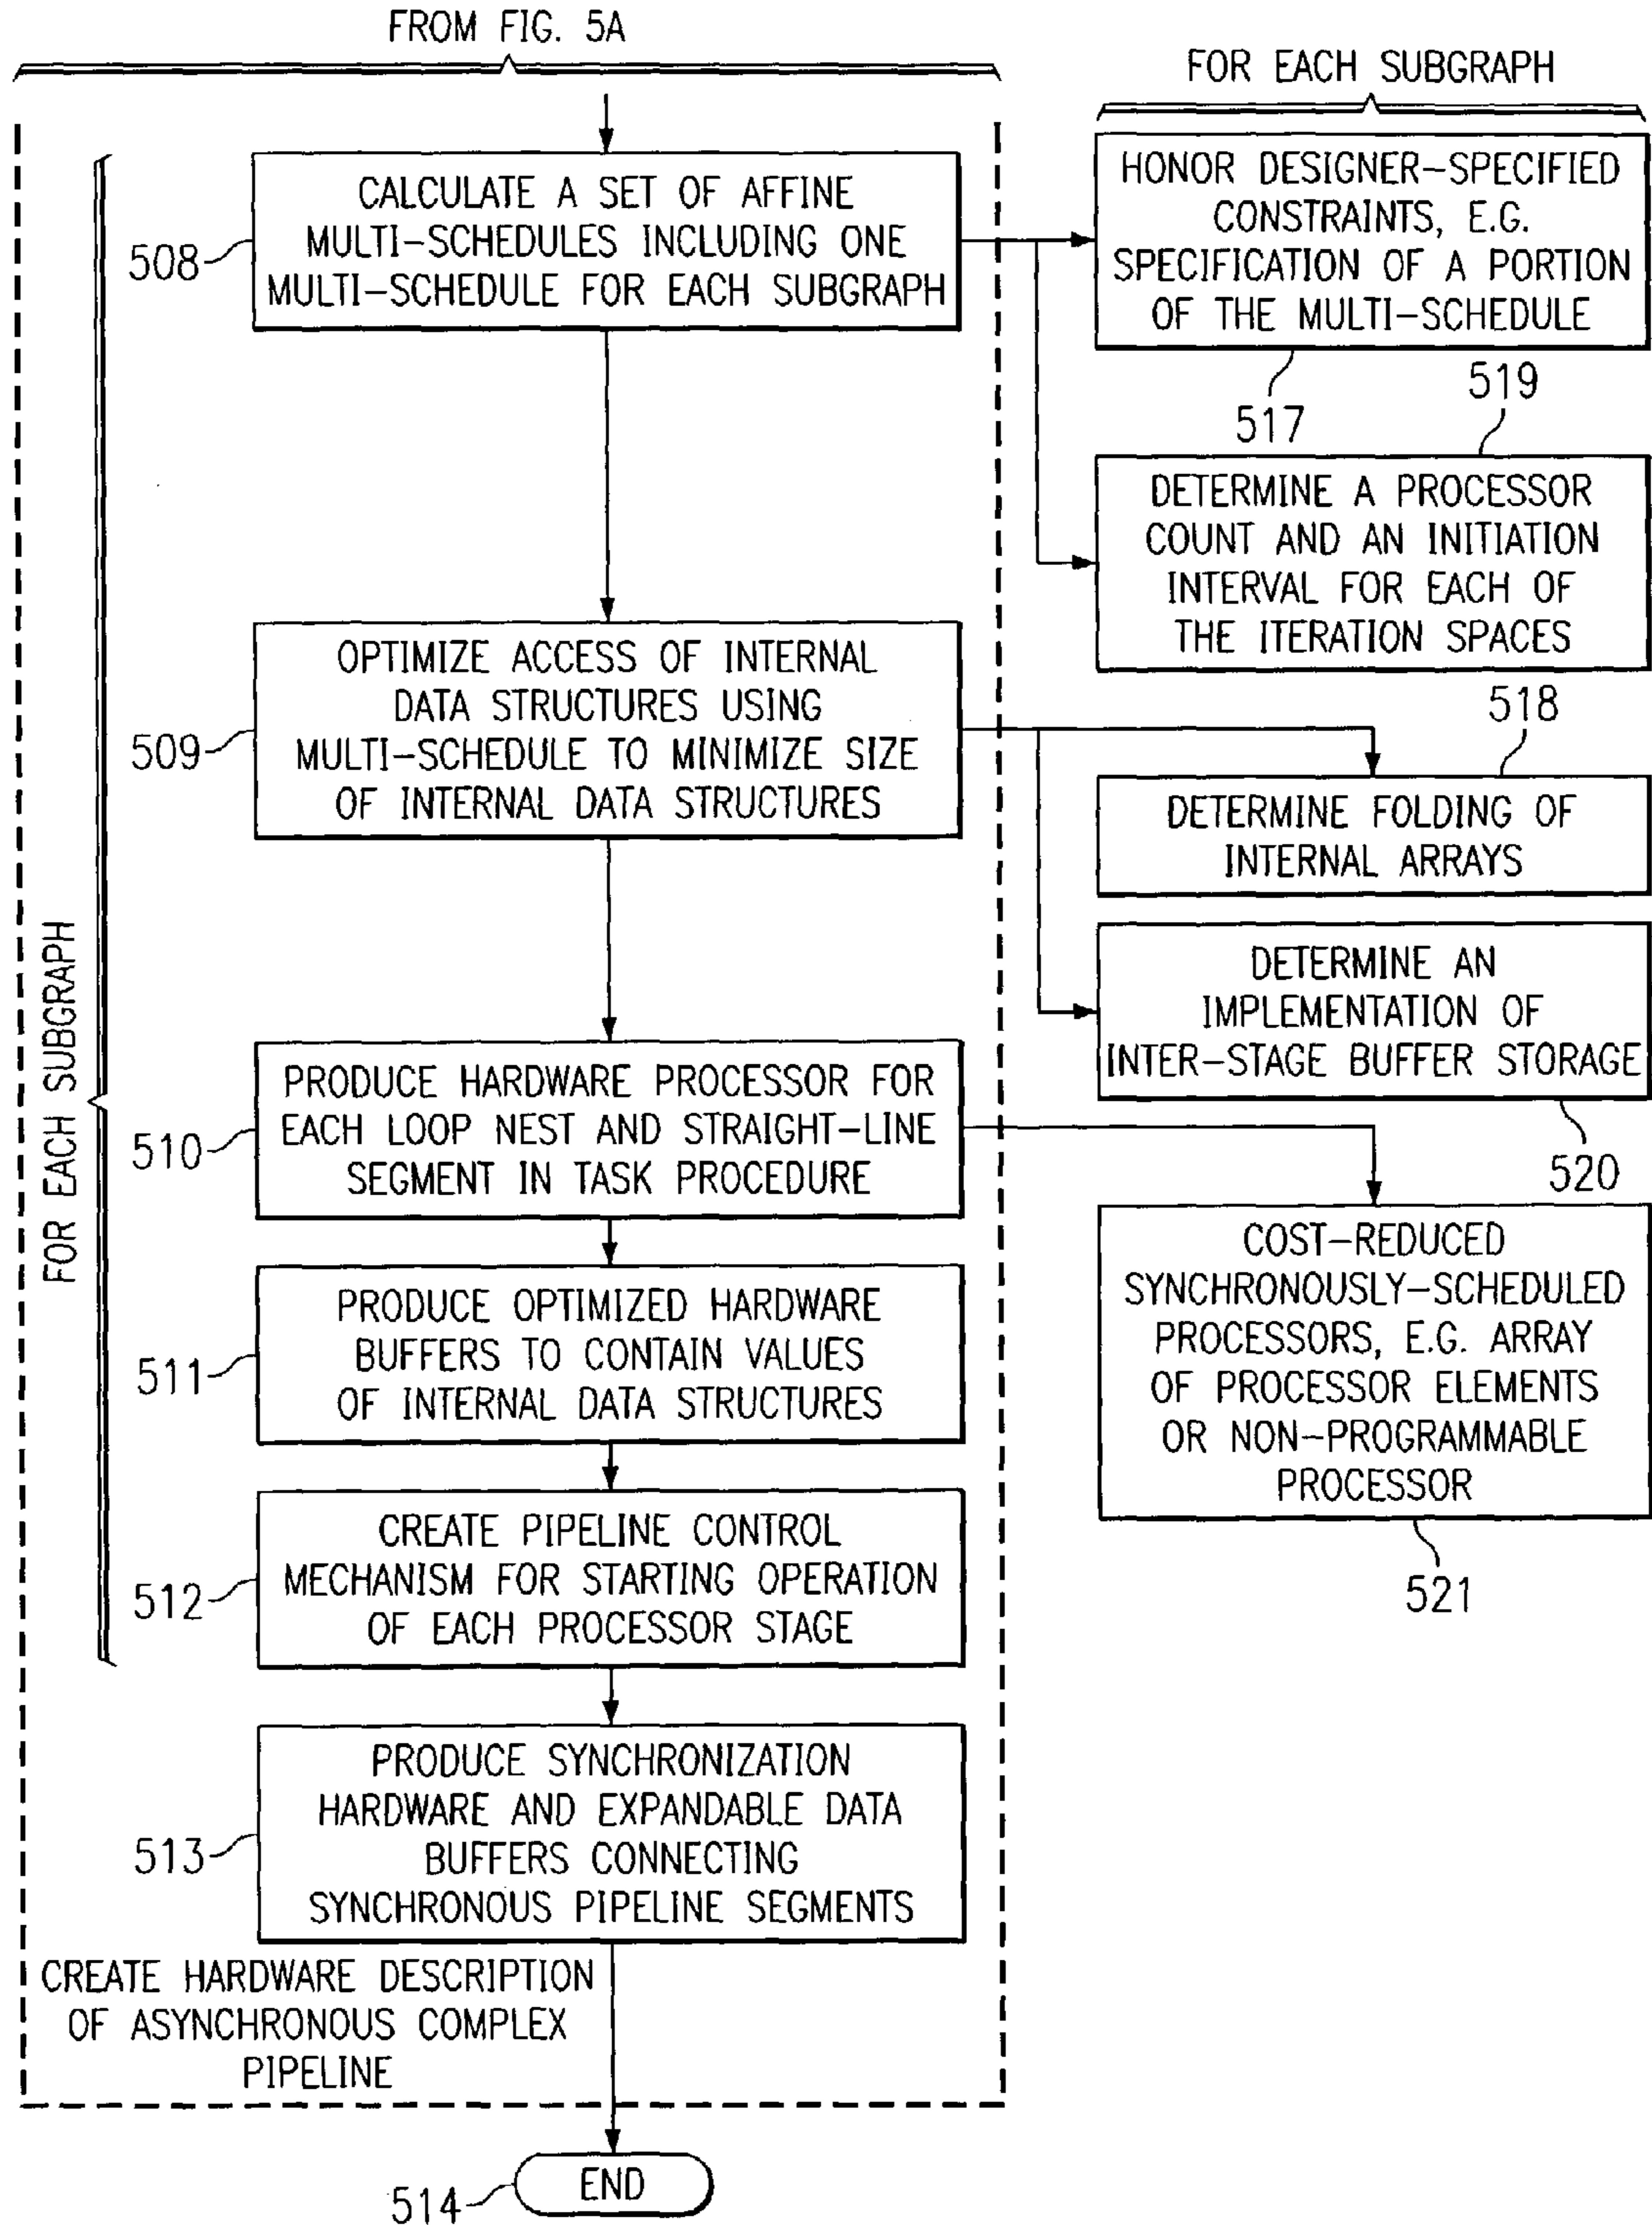 FROM FIG. 5A
FOR EACH SUBGRAPH
CALCULATE A SET OF AFFINE
MULTI-SCHEDULES INCLUDING ONE
MULTI-SCHEDULE FOR EACH SUBGRAPH
508
HONOR DESIGNER-SPECIFIED
CONSTRAINTS, E.G.
SPECIFICATION OF A PORTION
OF THE MULTI-SCHEDULE
517
519
DETERMINE A PROCESSOR
COUNT AND AN INITIATION
INTERVAL FOR EACH OF
THE ITERATION SPACES
OPTIMIZE ACCESS OF INTERNAL
DATA STRUCTURES USING
MULTI-SCHEDULE TO MINIMIZE SIZE
OF INTERNAL DATA STRUCTURES
509
518
DETERMINE FOLDING OF
INTERNAL ARRAYS
DETERMINE AN
IMPLEMENTATION OF
INTER-STAGE BUFFER STORAGE
520
FOR EACH SUBGRAPH
PRODUCE HARDWARE PROCESSOR FOR
EACH LOOP NEST AND STRAIGHT-LINE
SEGMENT IN TASK PROCEDURE
510
COST-REDUCED
SYNCHRONOUSLY-SCHEDULED
PROCESSORS, E.G. ARRAY
OF PROCESSOR ELEMENTS
OR NON-PROGRAMMABLE
PROCESSOR
521
PRODUCE OPTIMIZED HARDWARE
BUFFERS TO CONTAIN VALUES
OF INTERNAL DATA STRUCTURES
511
CREATE PIPELINE CONTROL
MECHANISM FOR STARTING OPERATION
OF EACH PROCESSOR STAGE
512
PRODUCE SYNCHRONIZATION
HARDWARE AND EXPANDABLE DATA
BUFFERS CONNECTING
SYNCHRONOUS PIPELINE SEGMENTS
513
CREATE HARDWARE DESCRIPTION
OF ASYNCHRONOUS COMPLEX
PIPELINE
END
514